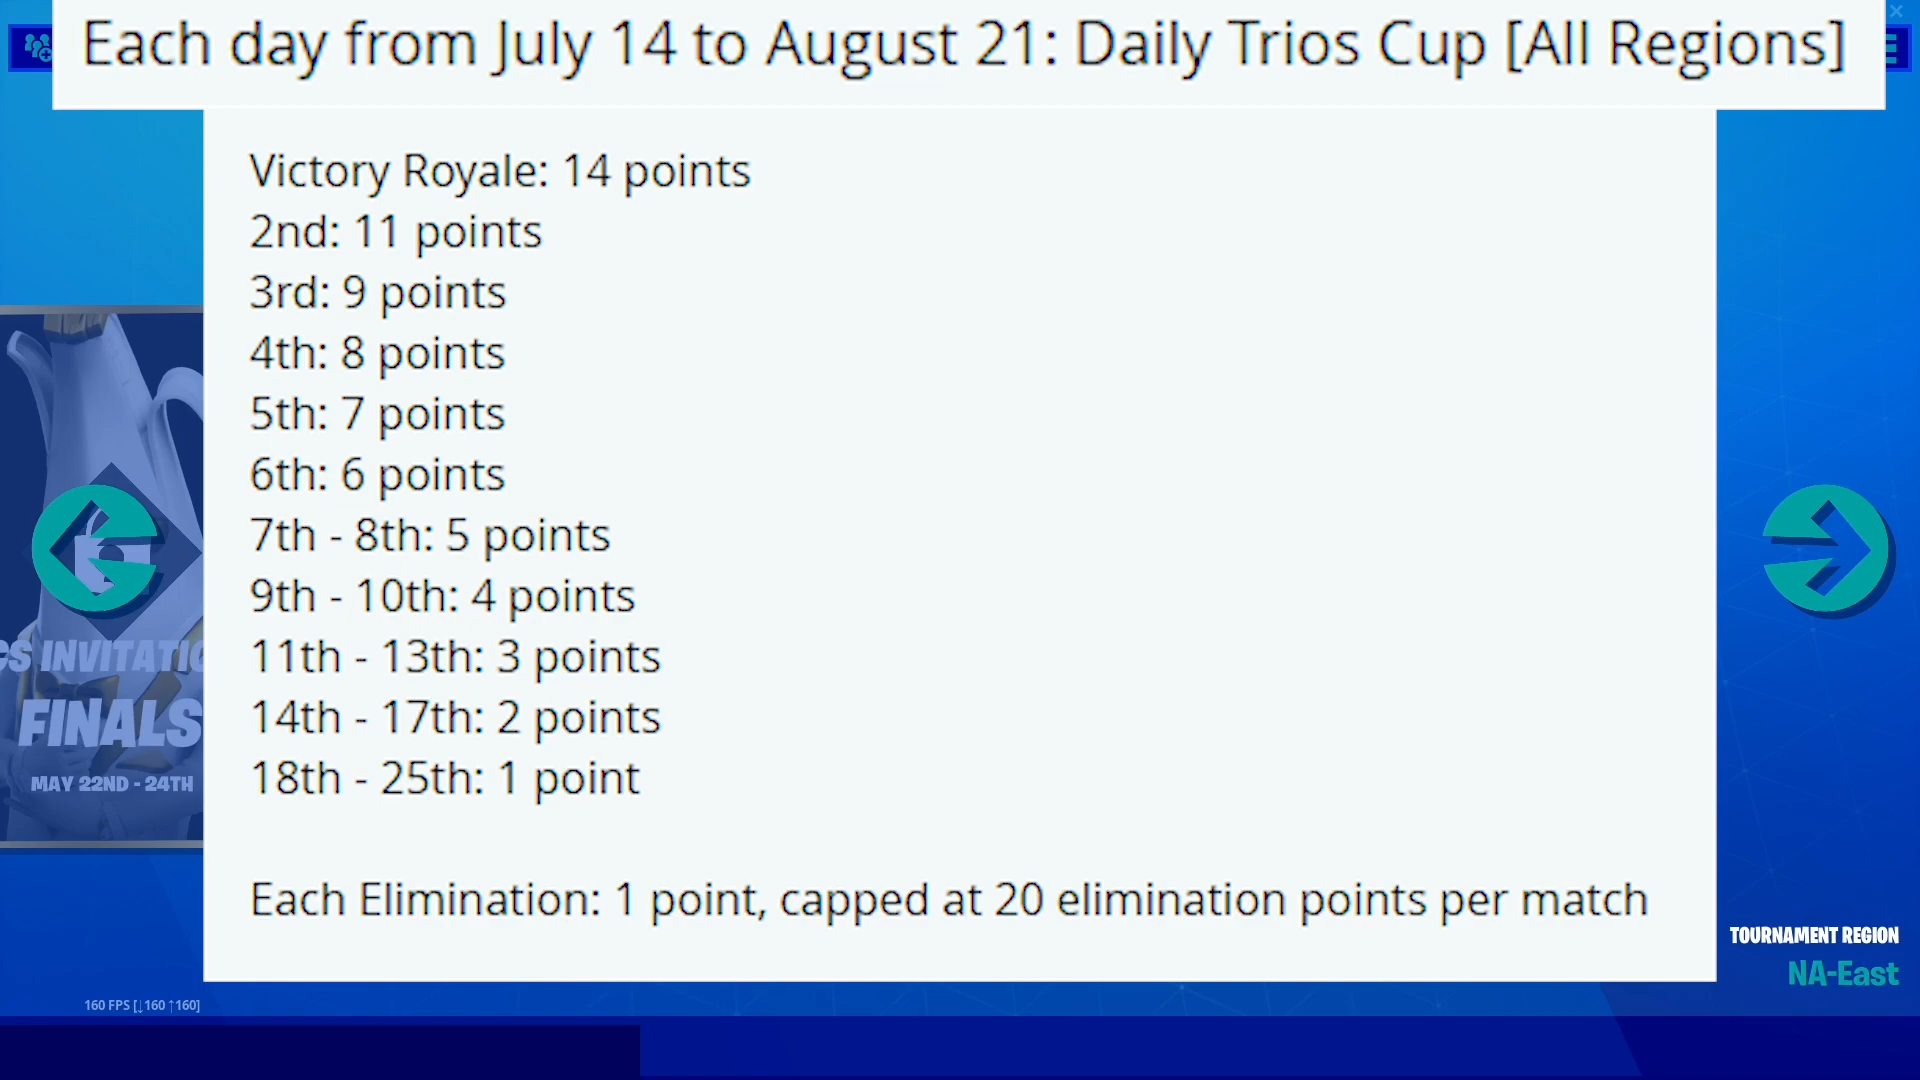 Each day from July 14 to August 21: Daily Trios Cup [All Regions]
Victory Royale: 14 points
2nd: 11 points
3rd: 9 points
4th: 8 points
5th: 7 points
6th: 6 points
7th - 8th: 5 points
9th - 10th: 4 points
11th - 13th: 3 points
14th - 17th: 2 points
18th - 25th: 1 point
Each Elimination: 1 point, capped at 20 elimination points per match
FINALS
MAY 22ND - 24TH
TOURNAMENT REGION
NA-East
160 FPS [↓160 ↑160]